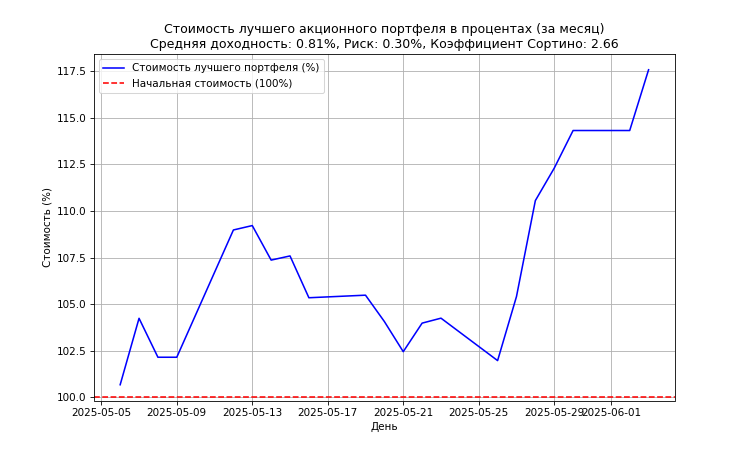 Стоимость лучшего акционного портфеля в процентах (за месяц)
Средняя доходность: 0.81%, Риск: 0.30%, Коэффициент Сортино: 2.66
Стоимость лучшего портфеля (%)
Начальная стоимость (100%)
Стоимость (%)
117.5
115.0
112.5
110.0
107.5
105.0
102.5
100.0
2025-05-05 2025-05-09 2025-05-13 2025-05-17 2025-05-21 2025-05-25 2025-05-29 2025-06-01
День